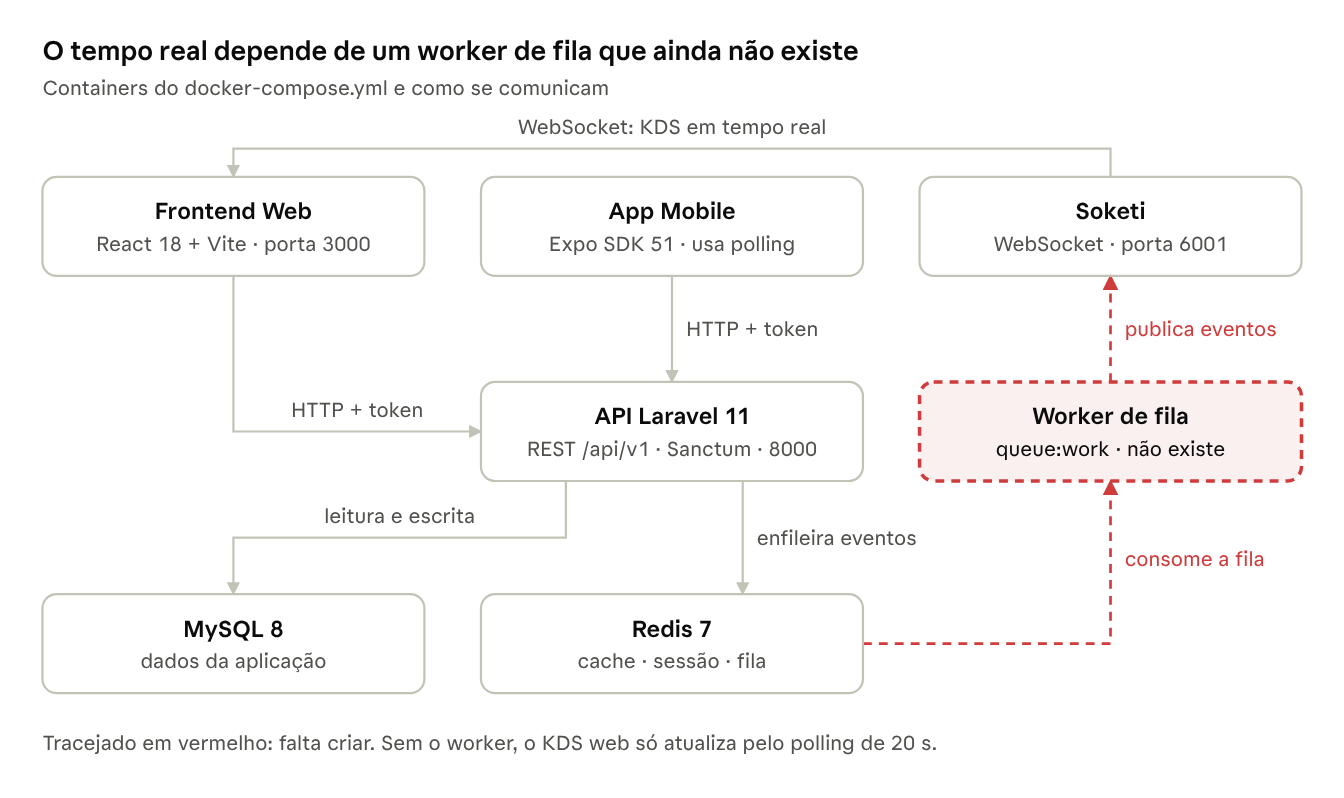 O tempo real depende de um worker de fila que ainda não existe
Containers do docker-compose.yml e como se comunicam
WebSocket: KDS em tempo real
Frontend Web
React 18 + Vite · porta 3000
App Mobile
Expo SDK 51 · usa polling
Soketi
WebSocket · porta 6001
HTTP + token
publica eventos
HTTP + token
API Laravel 11
REST /api/v1 · Sanctum · 8000
Worker de fila
queue:work · não existe
leitura e escrita
enfileira eventos
consome a fila
MySQL 8
dados da aplicação
Redis 7
cache · sessão · fila
Tracejado em vermelho: falta criar. Sem o worker, o KDS web só atualiza pelo polling de 20 s.